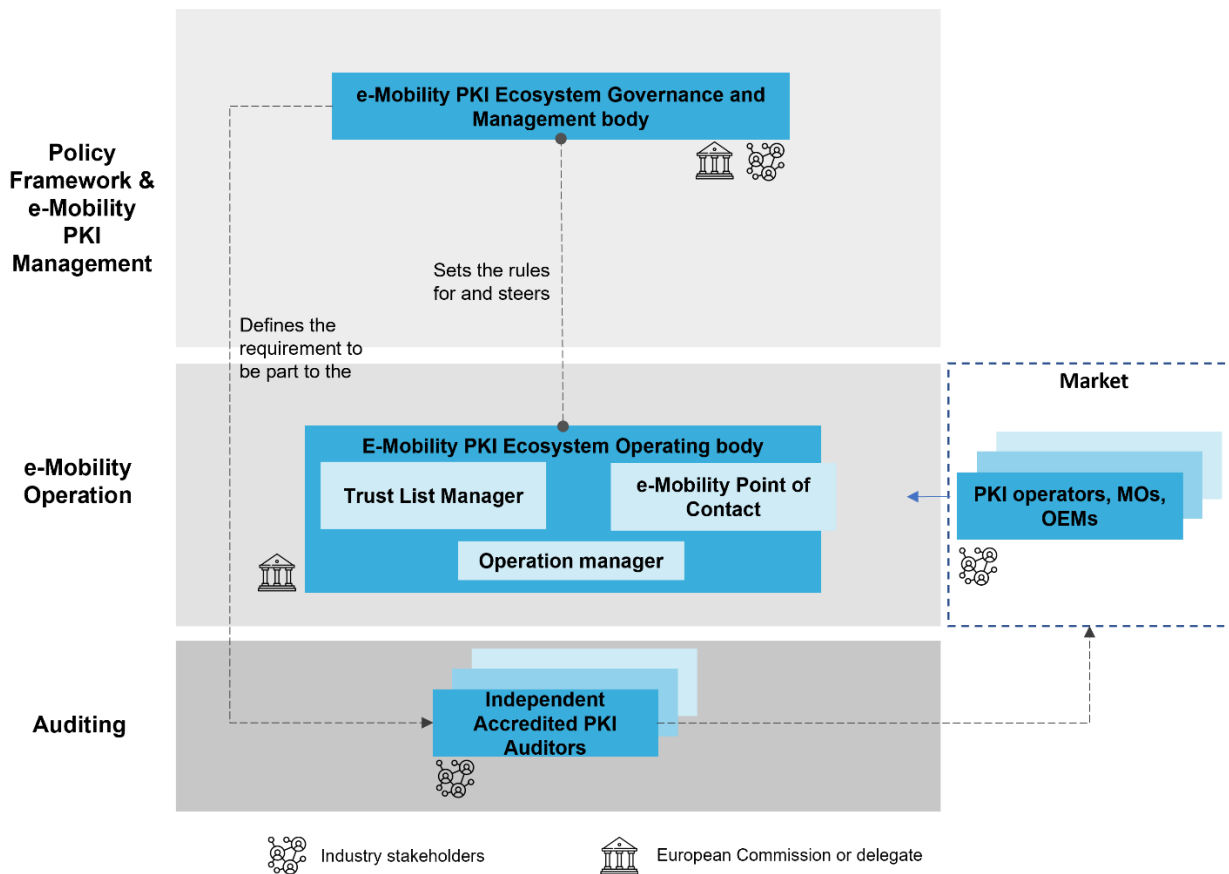 e-Mobility PKI Ecosystem Governance and
Management body
Policy
Framework &
e-Mobility
PKI
Management
Sets the rules
for and steers
Defines the
requirement to
be part to the
Market
e-Mobility
Operation
E-Mobility PKI Ecosystem Operating body
Trust List Manager
e-Mobility Point of
Contact
Operation manager
PKI operators, MOs,
OEMs
Auditing
Independent
Accredited PKI
Auditors
Industry stakeholders
European Commission or delegate